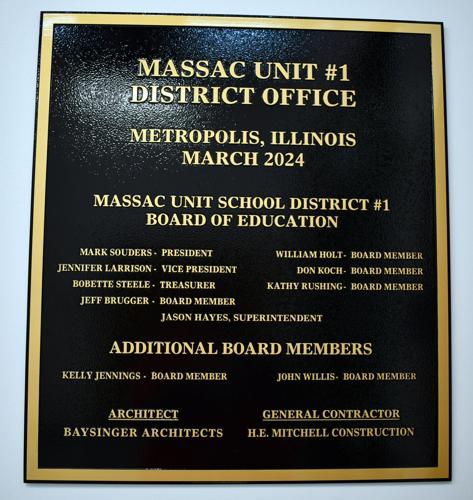 MASSAC UNIT #1
DISTRICT OFFICE
METROPOLIS, ILLINOIS
MARCH 2024
MASSAC UNIT SCHOOL DISTRICT #1
BOARD OF EDUCATION
MARK SOUDERS - PRESIDENT
JENNIFER LARRISON - VICE PRESIDENT
BOBETTE STEELE - TREASURER
JEFF BRUGGER - BOARD MEMBER
WILLIAM HOLT - BOARD MEMBER
DON KOCH - BOARD MEMBER
KATHY RUSHING - BOARD MEMBER
JASON HAYES, SUPERINTENDENT
ADDITIONAL BOARD MEMBERS
KELLY JENNINGS - BOARD MEMBER
JOHN WILLIS - BOARD MEMBER
ARCHITECT
BAYSINGER ARCHITECTS
GENERAL CONTRACTOR
H.E. MITCHELL CONSTRUCTION